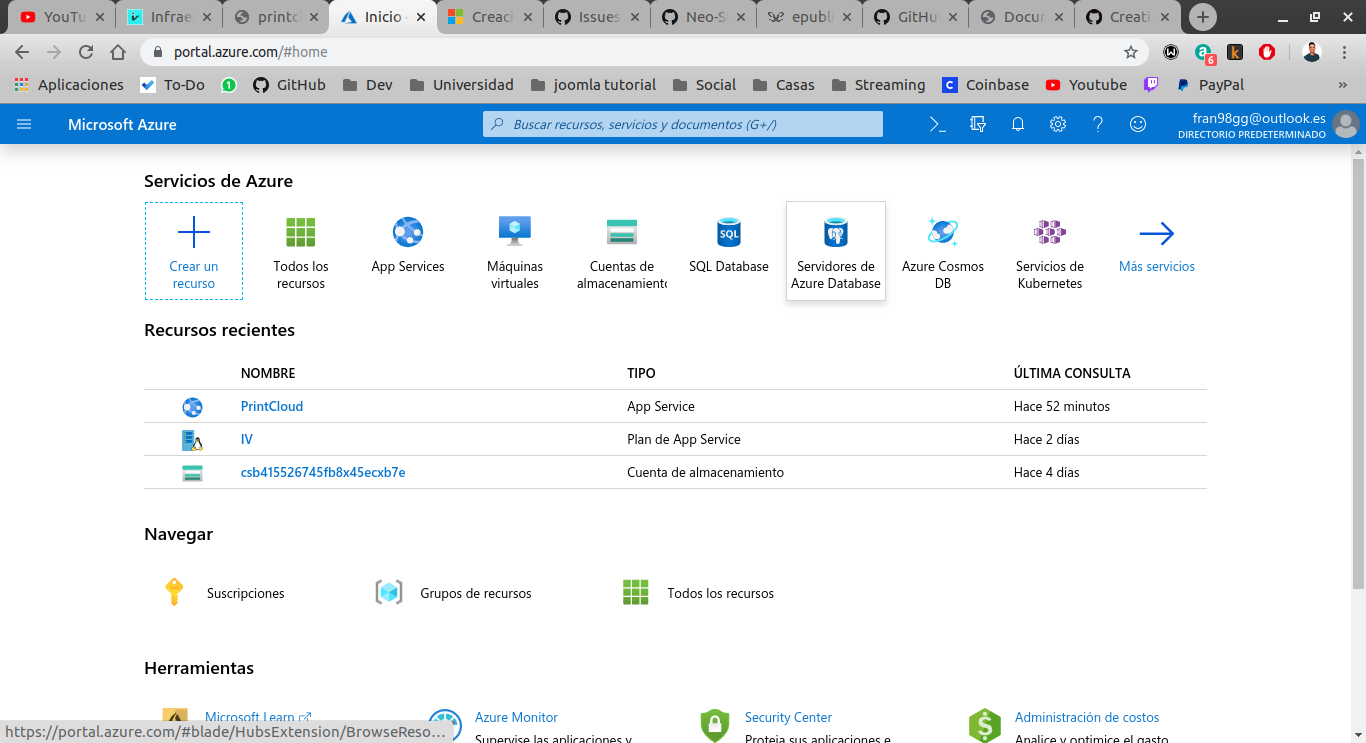 YouTu
Infrae
printcl
Inicio -
Creaci
Issues
Neo-S
epubli
GitHu
Docur
Creati
portal.azure.com/#home
6
Aplicaciones
To-Do
1
GitHub
Dev
Universidad
joomla tutorial
Social
Casas
Streaming
Coinbase
Youtube
PayPal
»
Microsoft Azure
Buscar recursos, servicios y documentos (G+/)
fran98gg@outlook.es
DIRECTORIO PREDETERMINADO
Servicios de Azure
Crear un
recurso
Todos los
recursos
App Services
Máquinas
virtuales
Cuentas de
almacenamiento
SQL
SQL Database
Servidores de
Azure Database
Azure Cosmos
DB
Servicios de
Kubernetes
Más servicios
Recursos recientes
NOMBRE TIPO ÚLTIMA CONSULTA
PrintCloud App Service Hace 52 minutos
IV Plan de App Service Hace 2 días
csb415526745fb8x45ecxb7e Cuenta de almacenamiento Hace 4 días
Navegar
Suscripciones
Grupos de recursos
Todos los recursos
Herramientas
Microsoft Learn
Azure Monitor
Supervise las aplicaciones y
Security Center
Proteja sus aplicaciones e
Administración de costos
Analice y optimice el gasto
https://portal.azure.com/#blade/HubsExtension/BrowseReso...